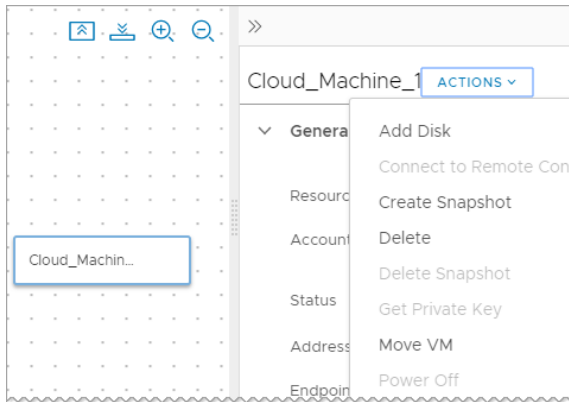 Cloud_Machine_1 ACTIONS
Genera
Add Disk
Connect to Remote Con
Resourc
Create Snapshot
Account
Delete
Cloud_Machin...
Delete Snapshot
Status
Get Private Key
Address
Move VM
Endpoin
Power Off